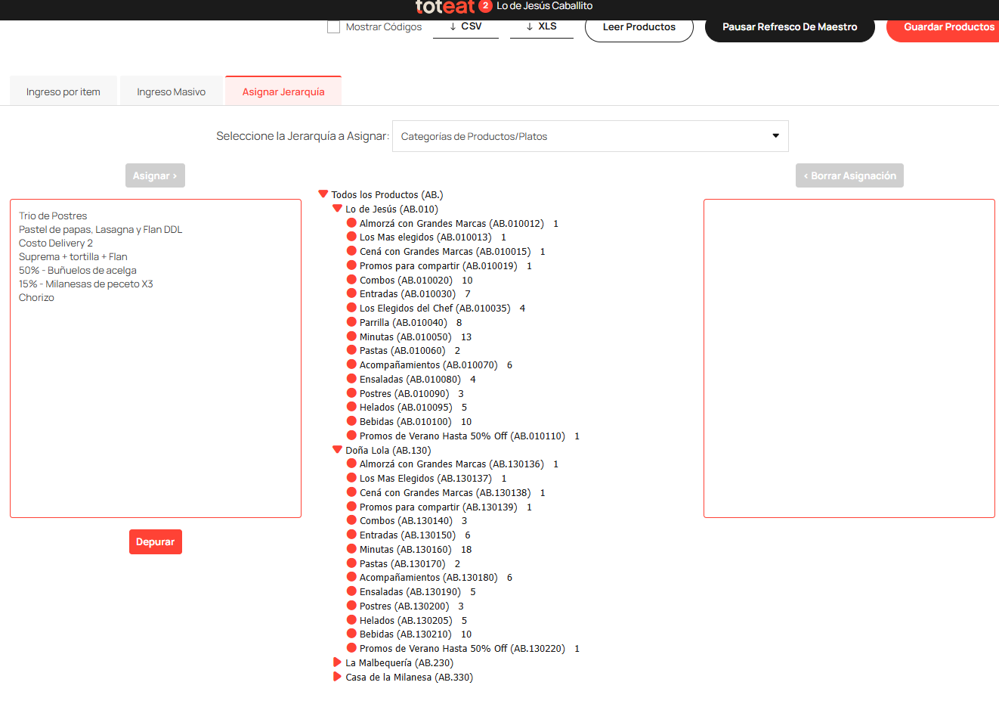 toteat 2 Lo de Jesús Caballito
Mostrar Códigos
↓ CSV
↓ XLS
Leer Productos
Pausar Refresco De Maestro
Guardar Productos
Ingreso por item
Ingreso Masivo
Asignar Jerarquía
Seleccione la Jerarquía a Asignar:
Categorías de Productos/Platos
Asignar ›
Trio de Postres
Pastel de papas, Lasagna y Flan DDL
Costo Delivery 2
Suprema + tortilla + Flan
50% - Buñuelos de acelga
15% - Milanesas de peceto X3
Chorizo
Depurar
Todos los Productos (AB.)
Lo de Jesús (AB.010)
Almorzá con Grandes Marcas (AB.010012) 1
Los Mas elegidos (AB.010013) 1
Cená con Grandes Marcas (AB.010015) 1
Promos para compartir (AB.010019) 1
Combos (AB.010020) 10
Entradas (AB.010030) 7
Los Elegidos del Chef (AB.010035) 4
Parrilla (AB.010040) 8
Minutas (AB.010050) 13
Pastas (AB.010060) 2
Acompañamientos (AB.010070) 6
Ensaladas (AB.010080) 4
Postres (AB.010090) 3
Helados (AB.010095) 5
Bebidas (AB.010100) 10
Promos de Verano Hasta 50% Off (AB.010110) 1
Doña Lola (AB.130)
Almorzá con Grandes Marcas (AB.130136) 1
Los Mas Elegidos (AB.130137) 1
Cená con Grandes Marcas (AB.130138) 1
Promos para compartir (AB.130139) 1
Combos (AB.130140) 3
Entradas (AB.130150) 6
Minutas (AB.130160) 18
Pastas (AB.130170) 2
Acompañamientos (AB.130180) 6
Ensaladas (AB.130190) 5
Postres (AB.130200) 3
Helados (AB.130205) 5
Bebidas (AB.130210) 10
Promos de Verano Hasta 50% Off (AB.130220) 1
La Malbequería (AB.230)
Casa de la Milanesa (AB.330)
‹ Borrar Asignación